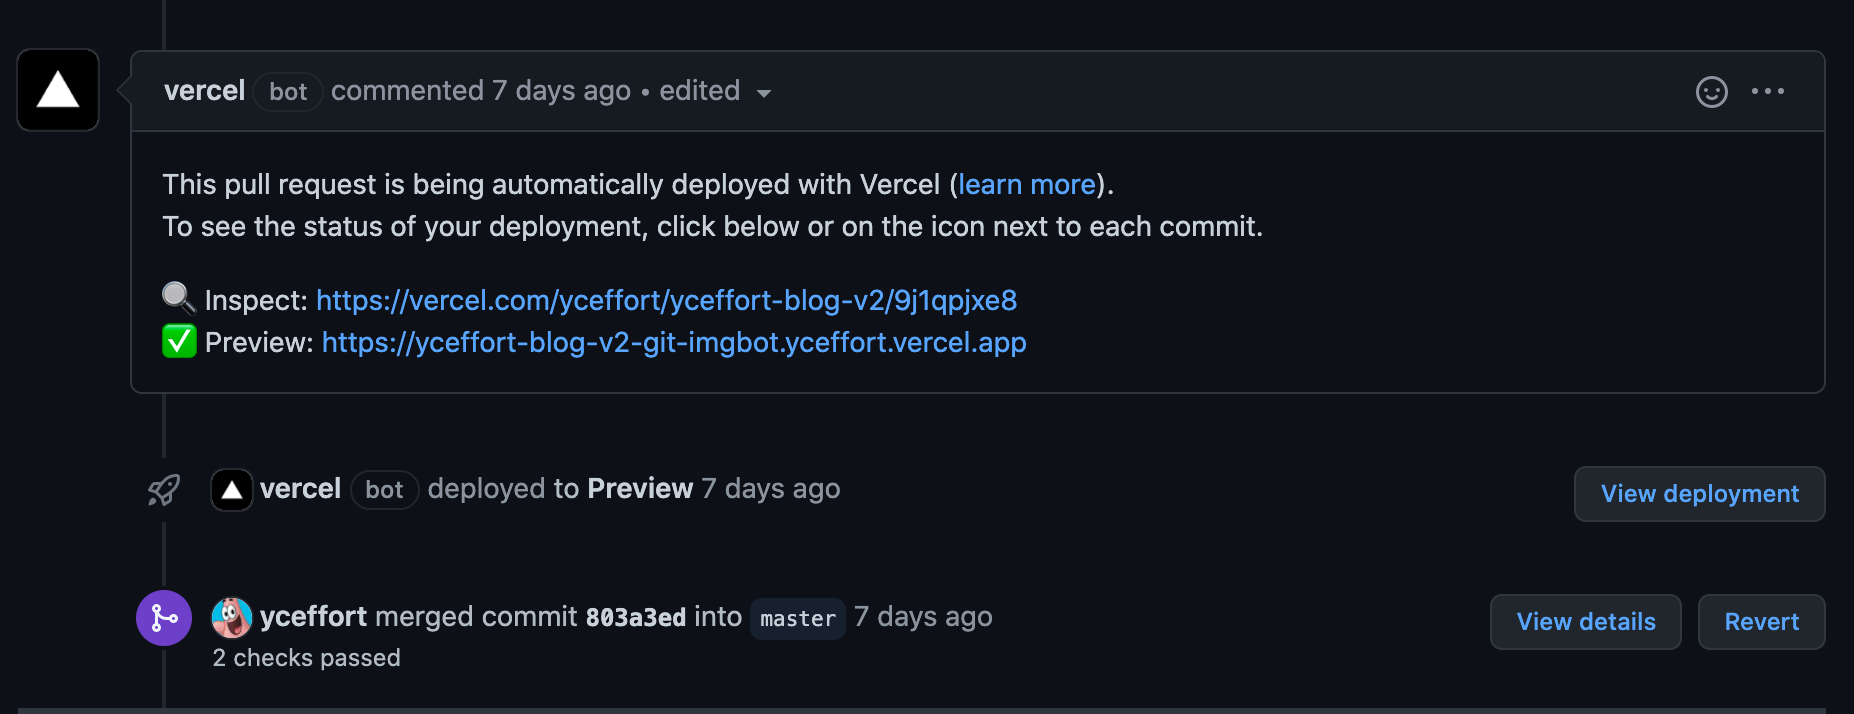 vercel bot commented 7 days ago • edited
This pull request is being automatically deployed with Vercel (learn more).
To see the status of your deployment, click below or on the icon next to each commit.
🔍 Inspect: https://vercel.com/yceffort/yceffort-blog-v2/9j1qpjxe8
✅ Preview: https://yceffort-blog-v2-git-imgbot.yceffort.vercel.app
vercel bot deployed to Preview 7 days ago
View deployment
yceffort merged commit 803a3ed into master 7 days ago
View details
Revert
2 checks passed